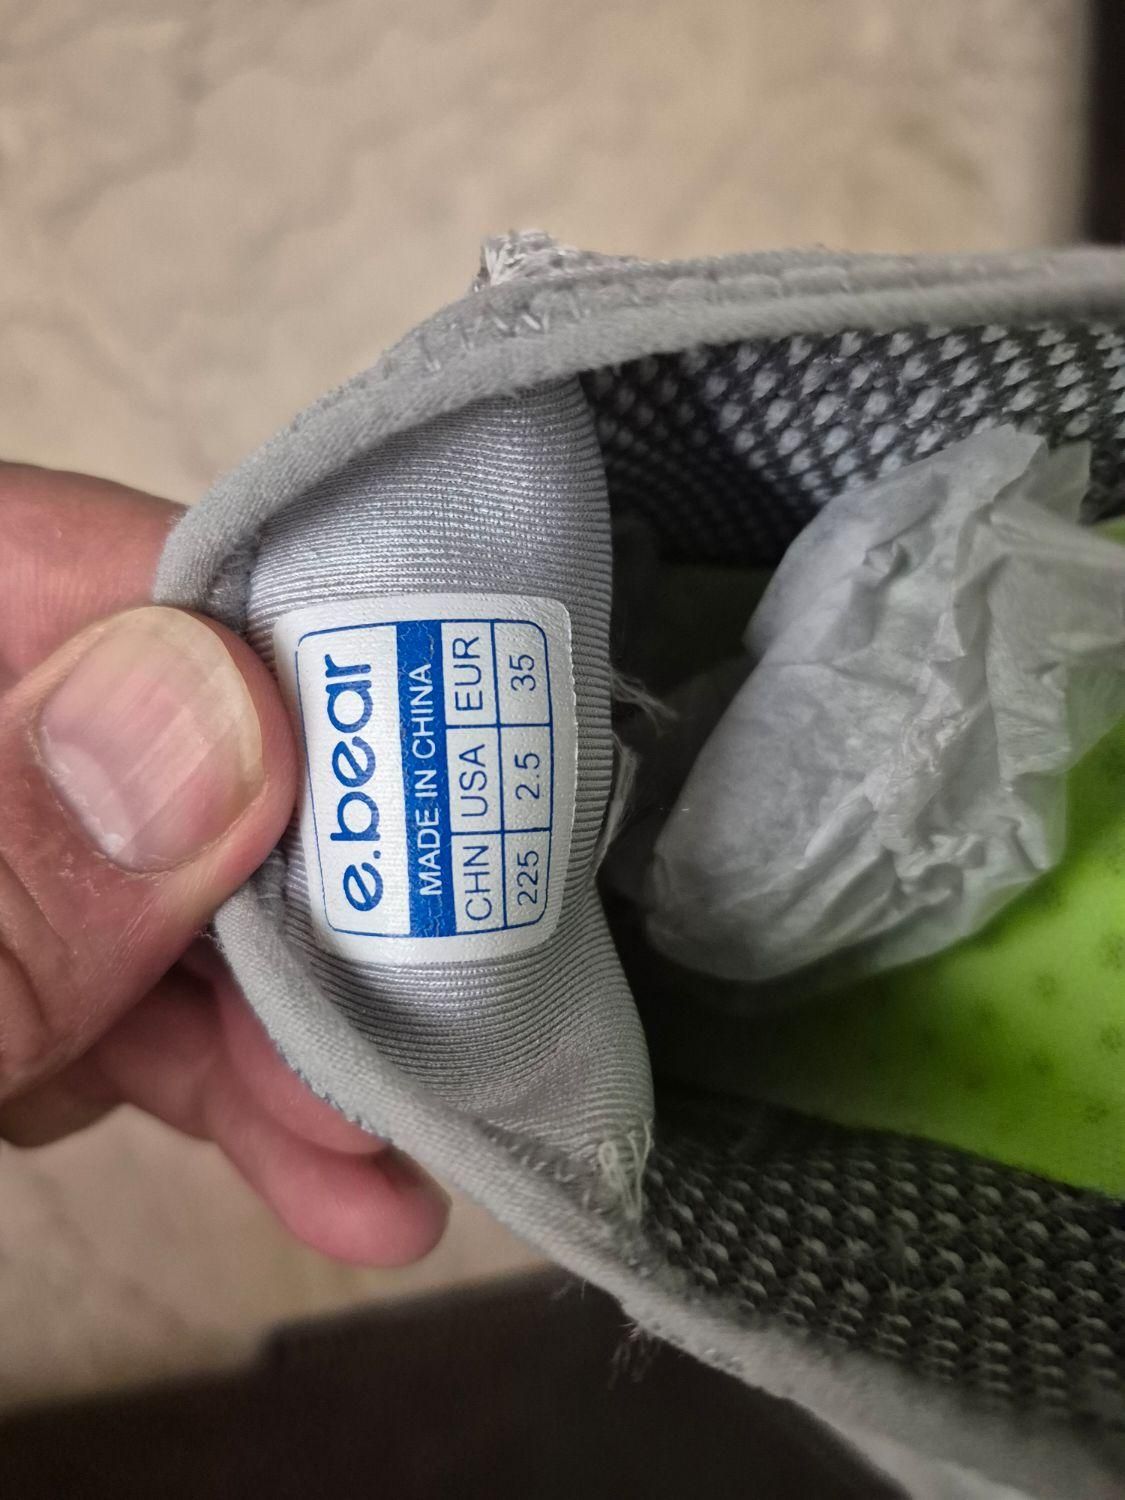 e.bear
MADE IN CHINA
CHN USA EUR
225 2.5 35